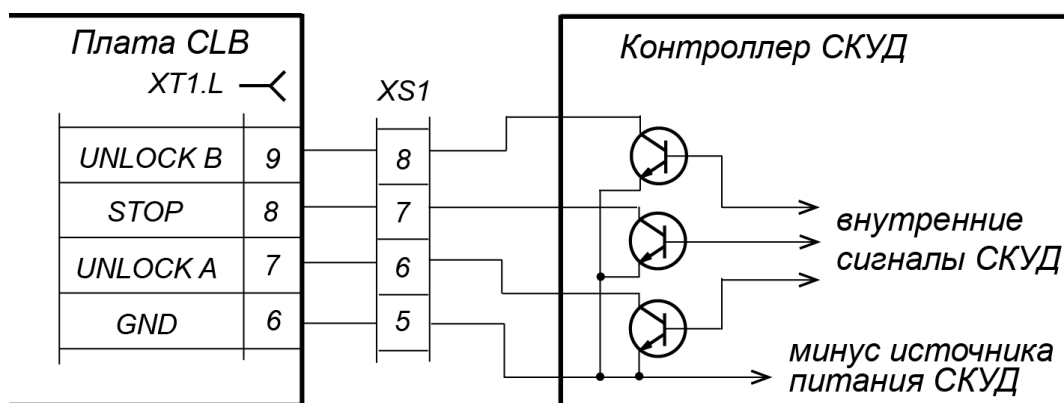 Плата CLB
XT1.L
XS1
Контроллер СКУД
UNLOCK B 9 8
STOP 8 7
UNLOCK A 7 6
GND 6 5
внутренние
сигналы СКУД
минус источника
питания СКУД